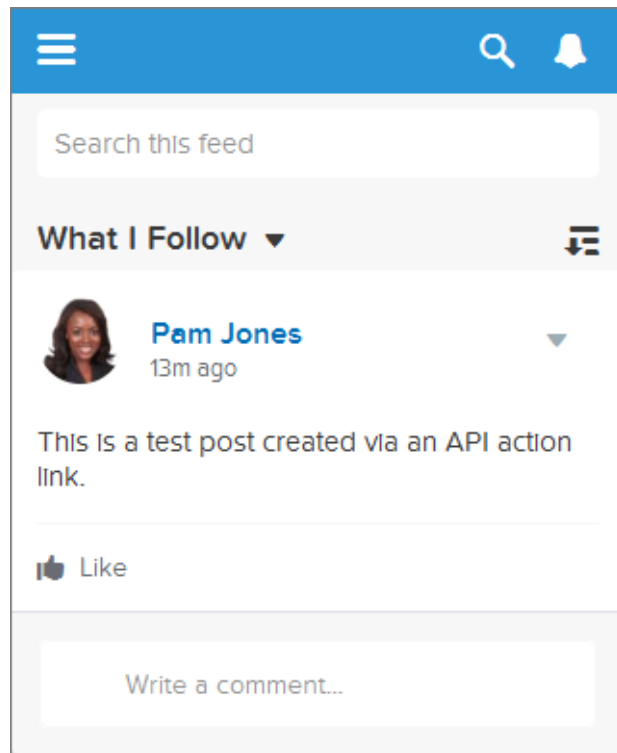 Search this feed
What I Follow
Pam Jones
13m ago
This is a test post created via an API action
link.
Like
Write a comment...